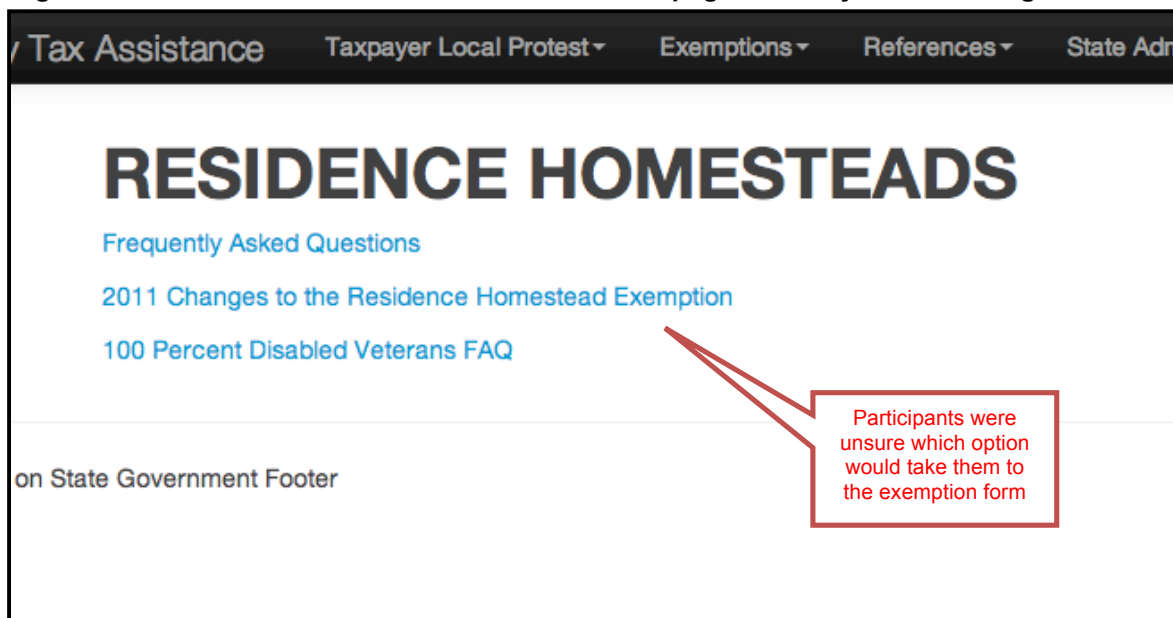 y Tax Assistance Taxpayer Local Protest Exemptions References State Adm
RESIDENCE HOMESTEADS
Frequently Asked Questions
2011 Changes to the Residence Homestead Exemption
100 Percent Disabled Veterans FAQ
Participants were
unsure which option
would take them to
the exemption form
on State Government Footer